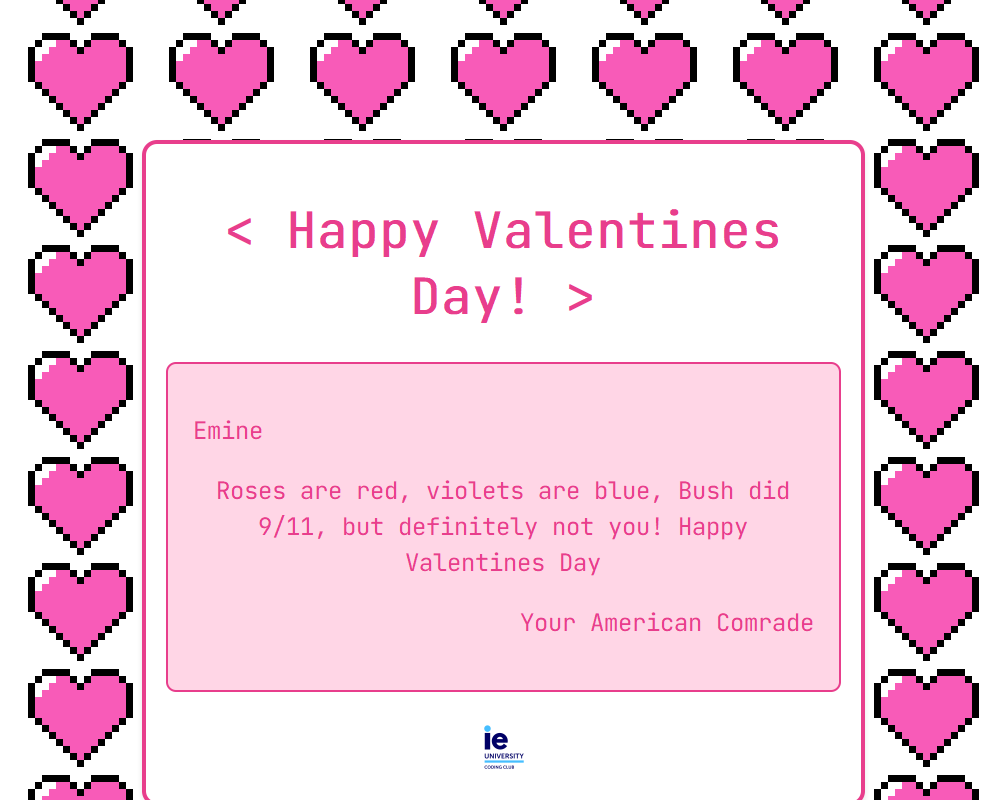 < Happy Valentines
Day! >
Emine
Roses are red, violets are blue, Bush did
9/11, but definitely not you! Happy
Valentines Day
Your American Comrade
ie
UNIVERSITY
CODING CLUB